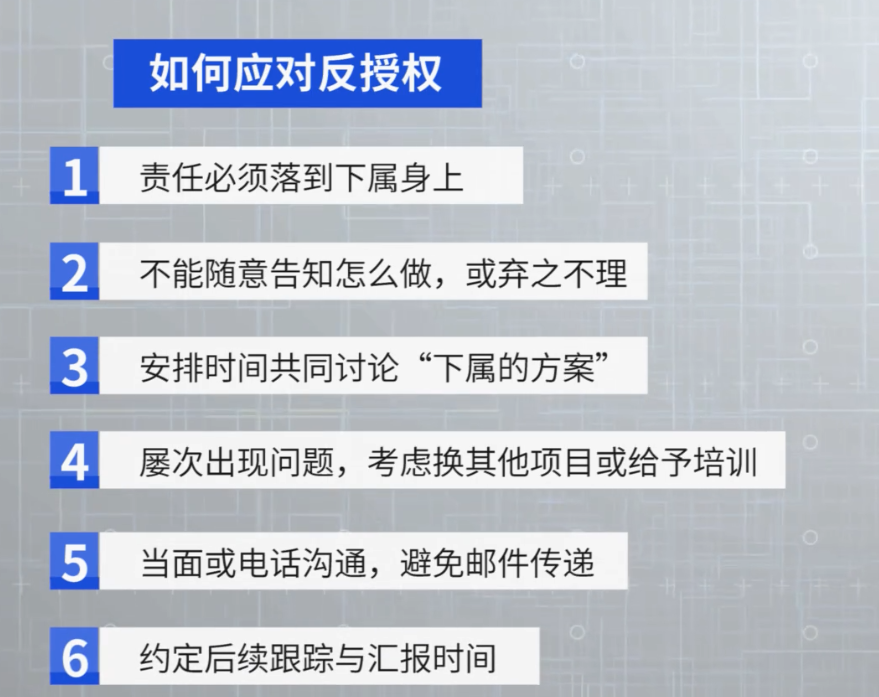 如何应对反授权
1 责任必须落到下属身上
2 不能随意告知怎么做，或弃之不理
3 安排时间共同讨论“下属的方案”
4 屡次出现问题，考虑换其他项目或给予培训
5 当面或电话沟通，避免邮件传递
6 约定后续跟踪与汇报时间